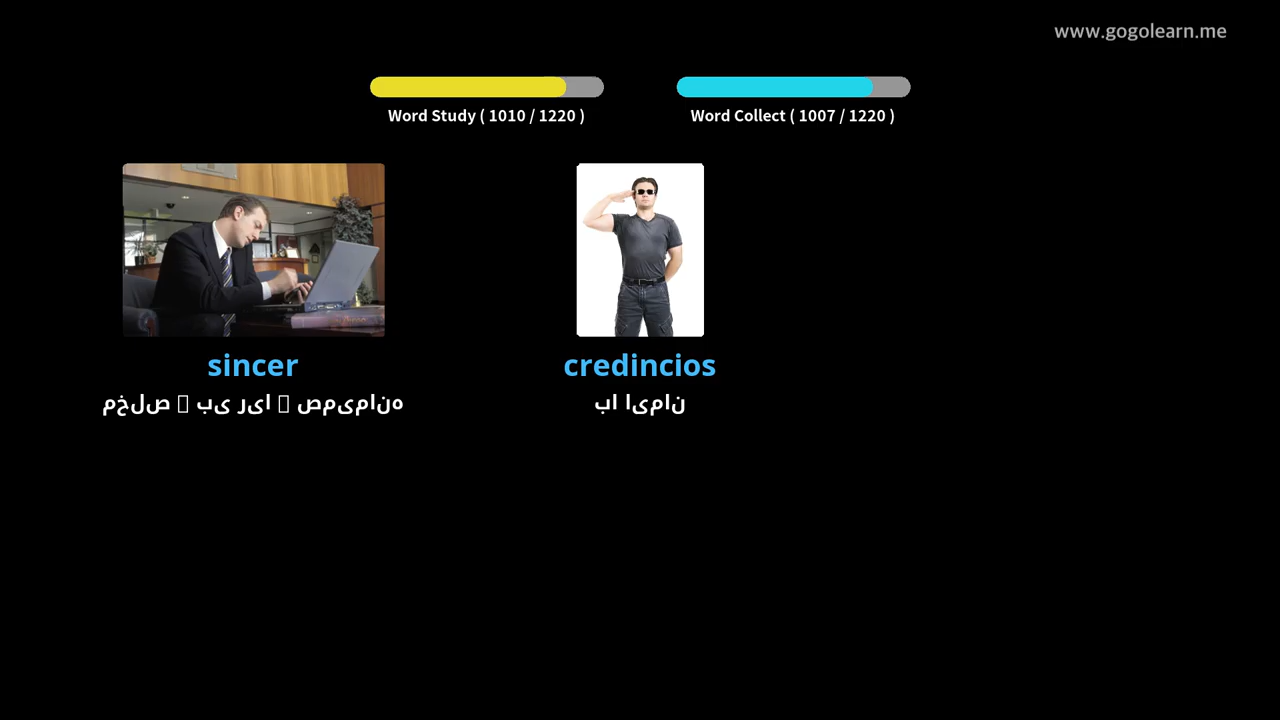 www.gogolearn.me
Word Study ( 1010 / 1220 )
Word Collect ( 1007 / 1220 )
sincer
مخلص ▯ بی ریا ▯ صمیمانه
credincios
با ایمان